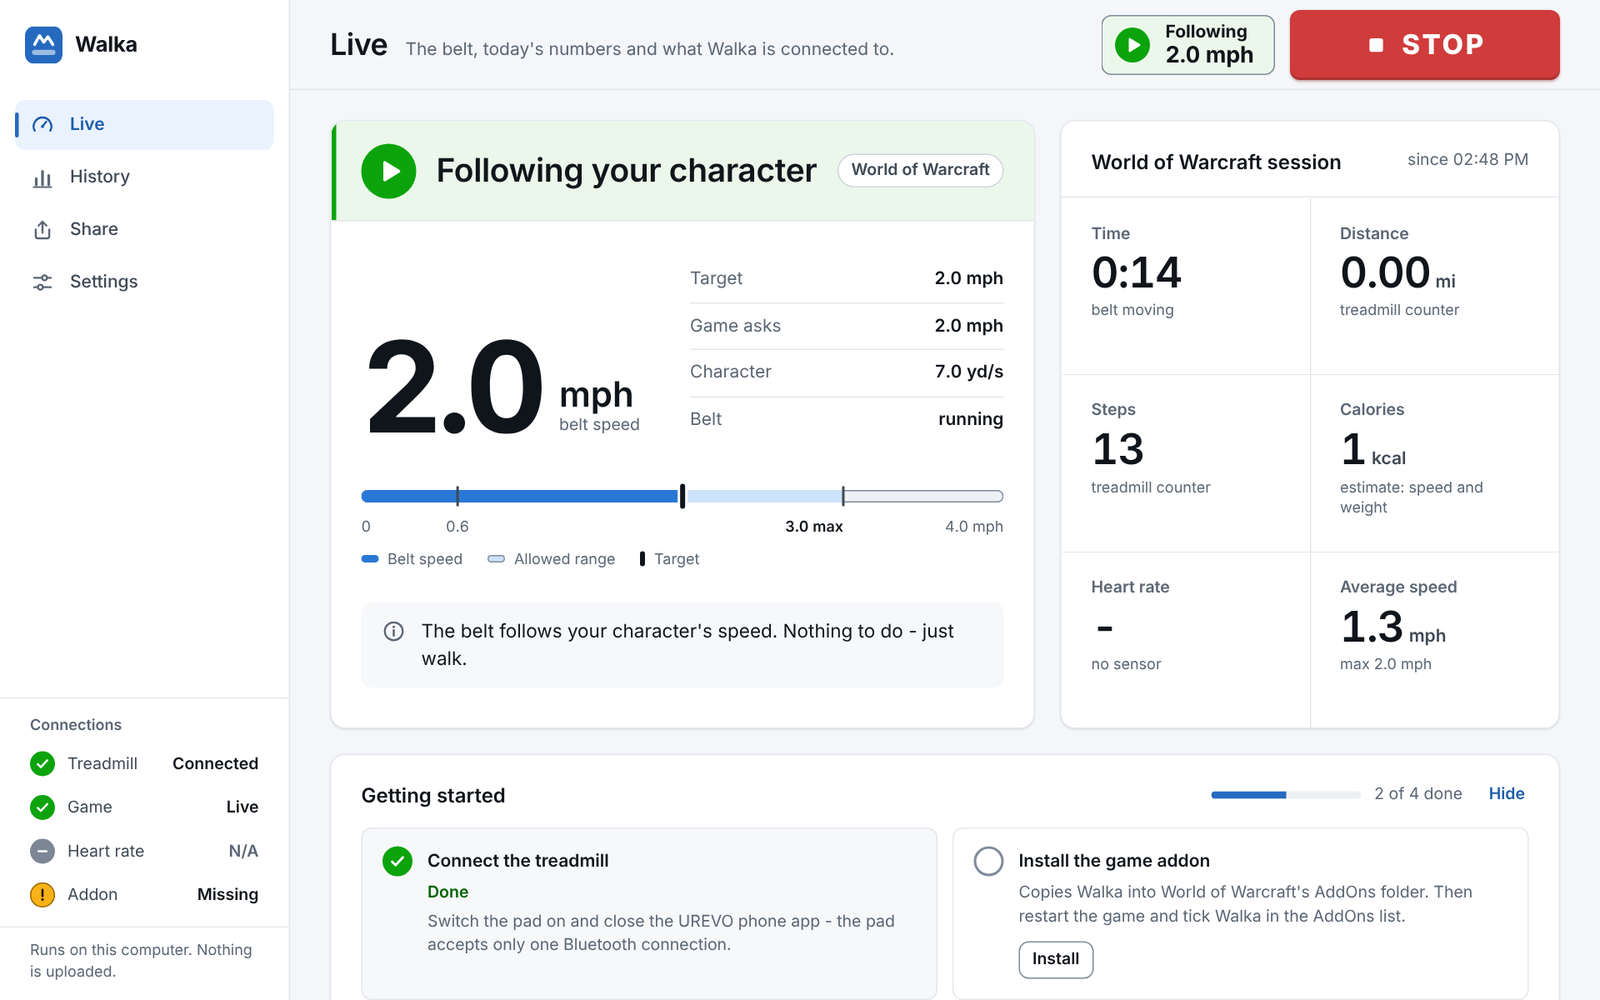 Walka
Live
History
Share
Settings
Connections
Treadmill Connected
Game Live
Heart rate N/A
Addon Missing
Runs on this computer. Nothing
is uploaded.
Live The belt, today's numbers and what Walka is connected to.
Following
2.0 mph
STOP
Following your character World of Warcraft
2.0 mph
belt speed
Target 2.0 mph
Game asks 2.0 mph
Character 7.0 yd/s
Belt running
0 0.6 3.0 max 4.0 mph
Belt speed Allowed range Target
The belt follows your character's speed. Nothing to do - just
walk.
World of Warcraft session since 02:48 PM
Time
0:14
belt moving
Distance
0.00 mi
treadmill counter
Steps
13
treadmill counter
Calories
1 kcal
estimate: speed and
weight
Heart rate
-
no sensor
Average speed
1.3 mph
max 2.0 mph
Getting started 2 of 4 done Hide
Connect the treadmill
Done
Switch the pad on and close the UREVO phone app - the pad
accepts only one Bluetooth connection.
Install the game addon
Copies Walka into World of Warcraft's AddOns folder. Then
restart the game and tick Walka in the AddOns list.
Install